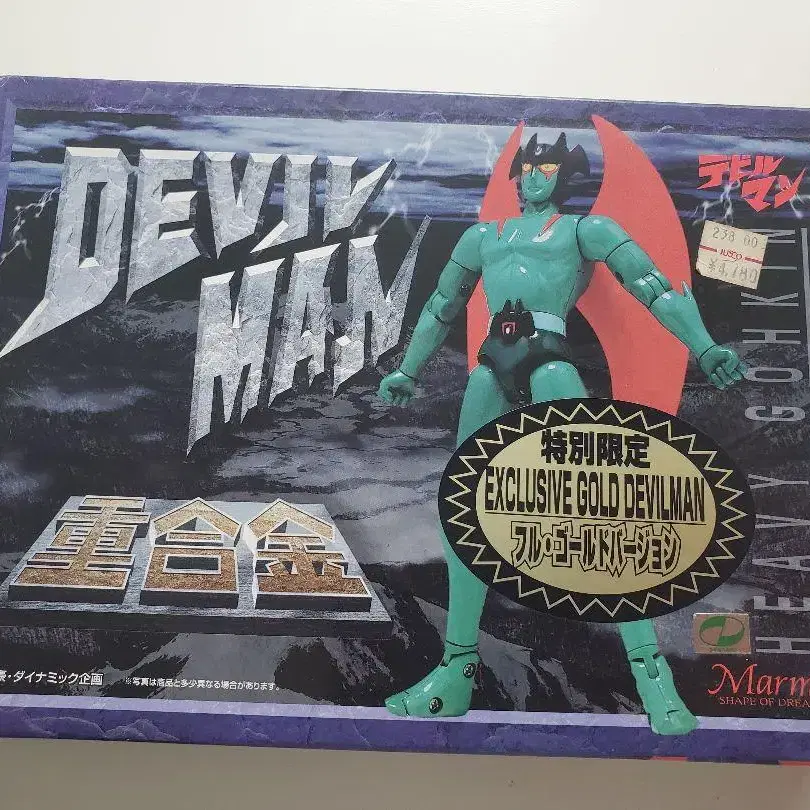 DEVIL
MAN
デビル
マン
238 00
JUSCO
特別限定
EXCLUSIVE GOLD DEVILMAN
フル・ゴールドバージョン
重合金
HEAVY GOHKIN
・ダイナミック企画
※写真は商品と多少異なる場合があります。
Marm
SHAPE OF DREA